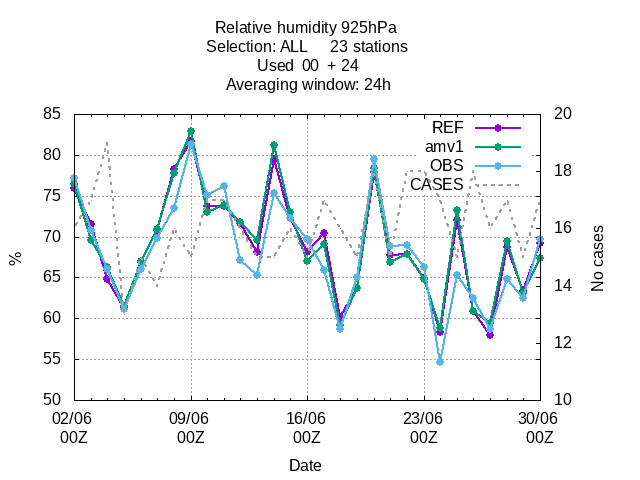 Relative humidity 925hPa
Selection: ALL     23 stations
Used  00  + 24
Averaging window: 24h
85 20
REF
amv1
80
OBS
18
CASES
75
16
70
%
No cases
65
14
60
12
55
50 10
02/06 09/06 16/06 23/06 30/06
00Z 00Z 00Z 00Z 00Z
Date